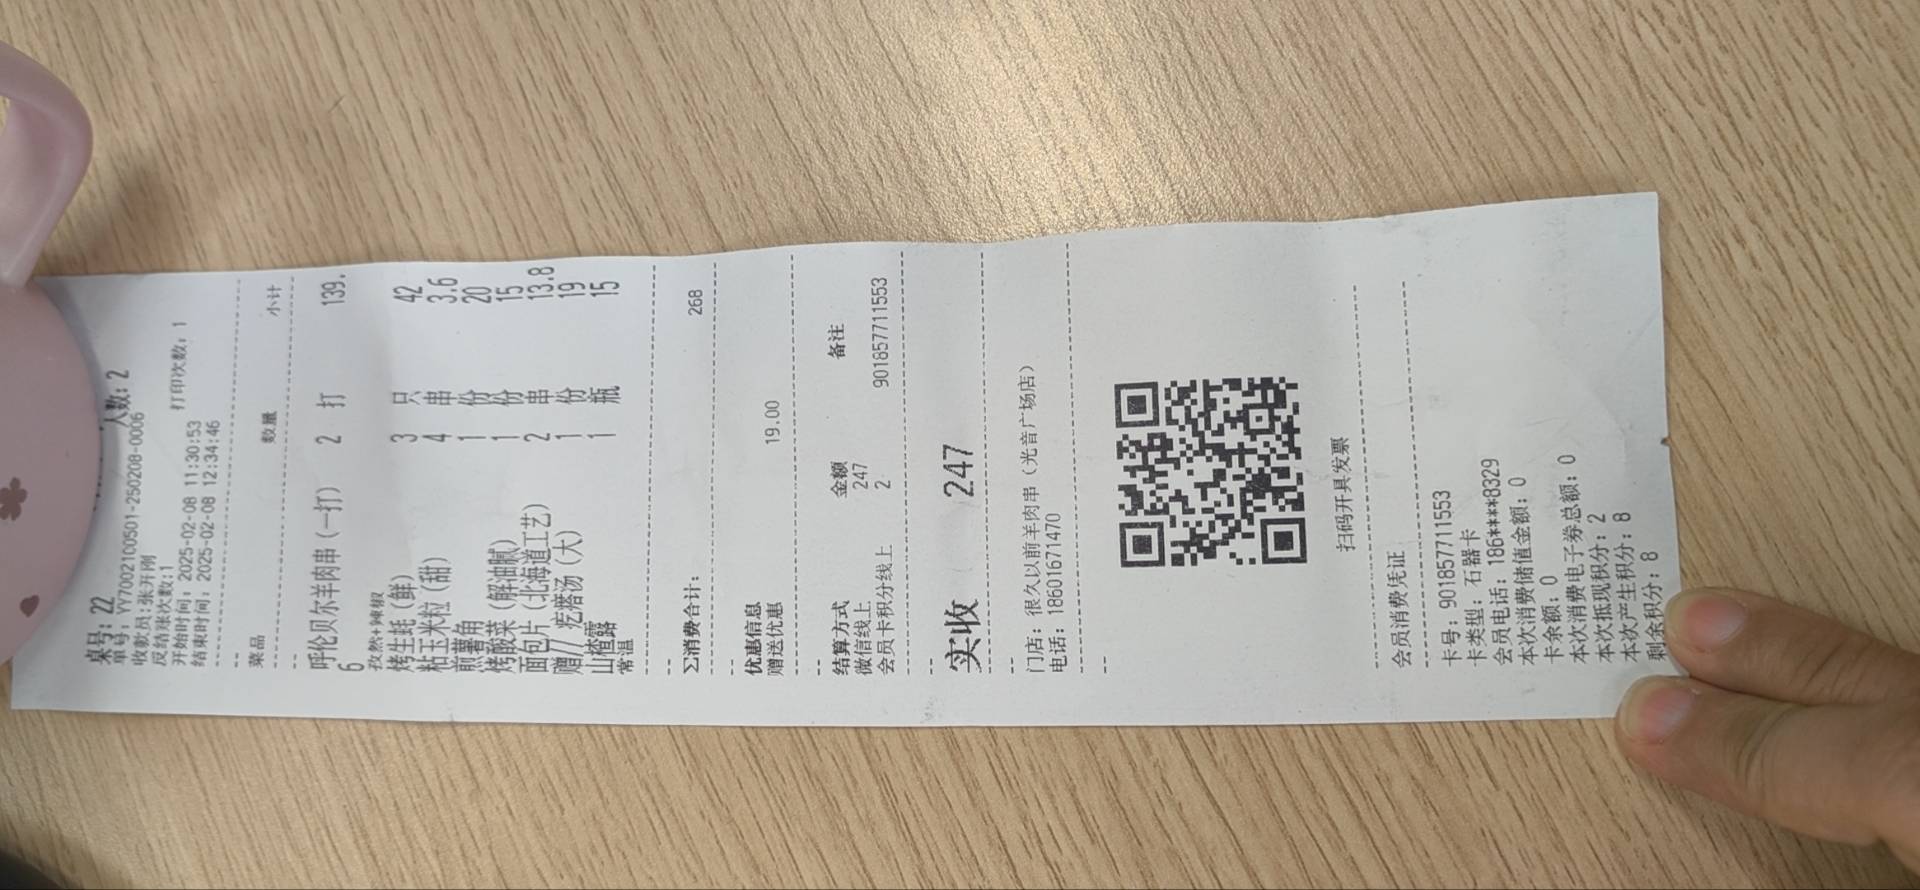 桌号: 22 人数: 2
单号: YY7002100501-250208-0006
收款员:张开刚
反结涨次数:1 打印次数: 1
开始时间: 2025-02-08 11:30:53
结束时间: 2025-02-08 12:34:46
菜品 数量 小计
呼伦贝尔羊肉串(一打) 2 打 139.
6
孜然+辣椒
烤生蚝(鲜) 3 只 42
粘玉米粒(甜) 4 串 3.6
煎薯角 1 份 20
烤酸菜(解油腻) 1 份 15
面包片(北海道工艺) 2 串 13.8
赠// 疙瘩汤(大) 1 份 19
山楂露 1 瓶 15
常温
∑消费合计: 268
优惠信息
赠送优惠 19.00
结算方式 金额 备注
微信线上 247
会员卡积分线上 2 901857711553
实收 247
门店: 很久以前羊肉串(光音广场店)
电话: 18601671470
扫码开具发票
会员消费凭证
卡号: 901857711553
卡类型: 石器卡
会员电话: 186****8329
本次消费储值金额: 0
卡余额: 0
本次消费电子券总额: 0
本次抵现积分: 2
本次产生积分: 8
剩余积分: 8